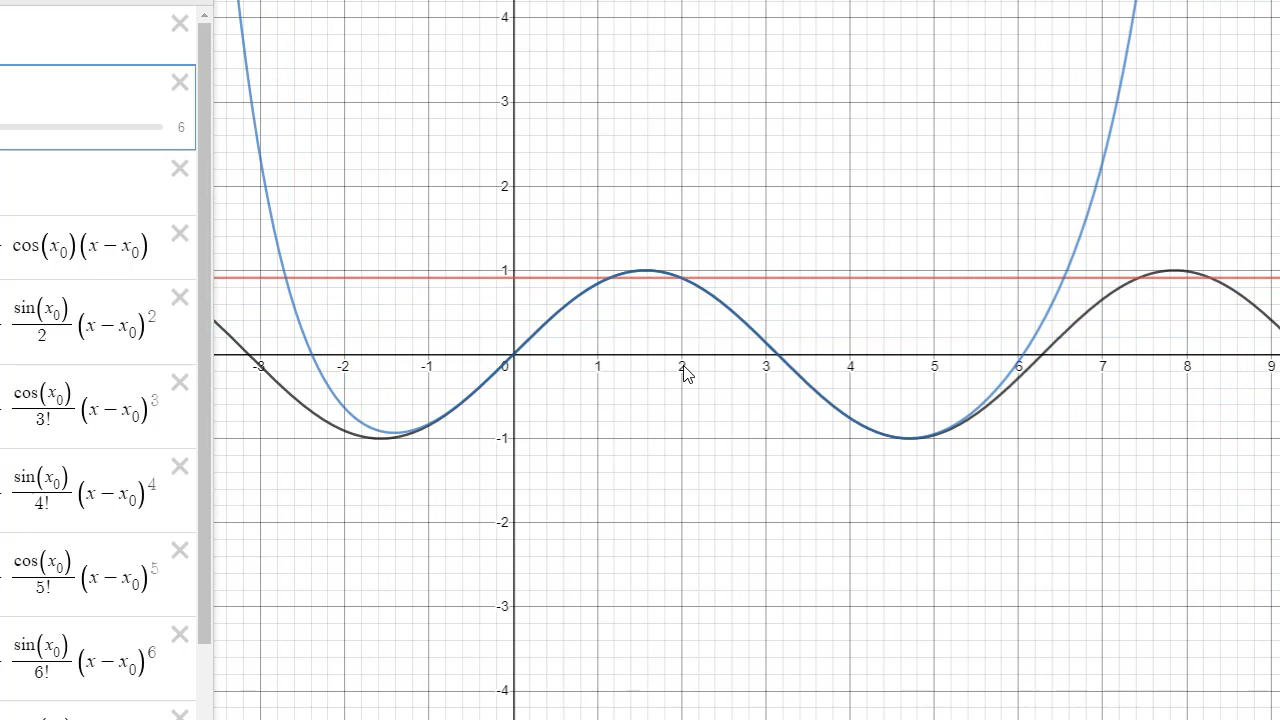 6
- cos(x₀)(x − x₀)
- sin(x₀)/2 (x − x₀)²
- cos(x₀)/3! (x − x₀)³
- sin(x₀)/4! (x − x₀)⁴
- cos(x₀)/5! (x − x₀)⁵
- sin(x₀)/6! (x − x₀)⁶
4
3
2
1
-3 -2 -1 0 1 2 3 4 5 6 7 8 9
-1
-2
-3
-4